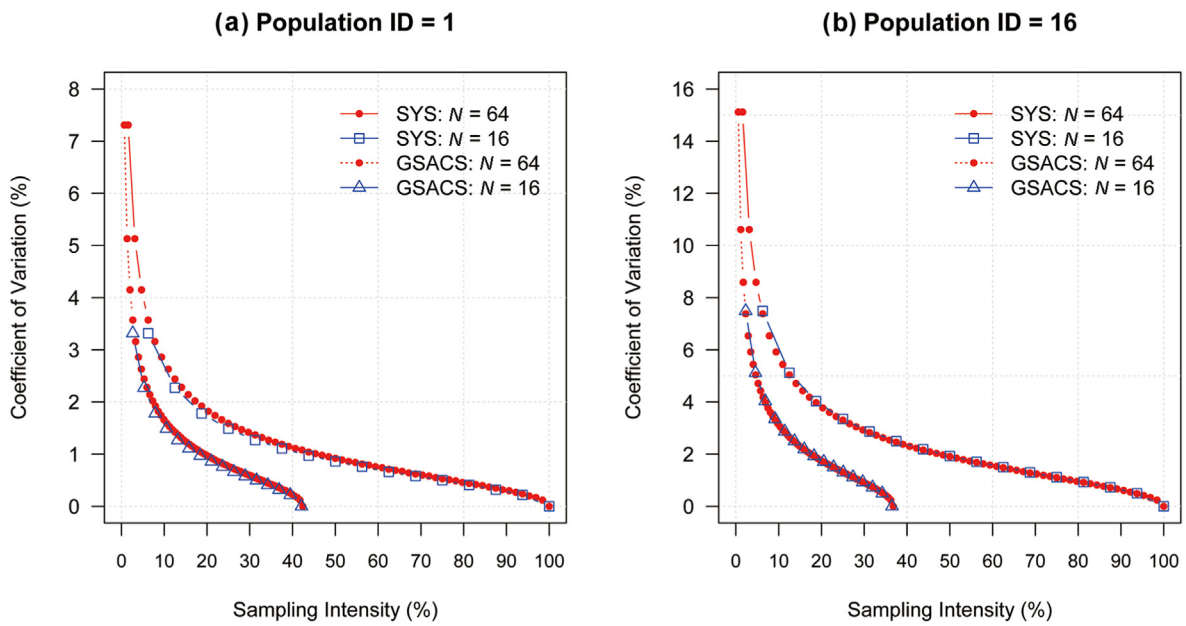 (a) Population ID = 1
8
7
6
5
4
3
2
1
0
Coefficient of Variation (%)
SYS: N = 64
SYS: N = 16
GSACS: N = 64
GSACS: N = 16
0 10 20 30 40 50 60 70 80 90 100
Sampling Intensity (%)
(b) Population ID = 16
16
14
12
10
8
6
4
2
0
Coefficient of Variation (%)
SYS: N = 64
SYS: N = 16
GSACS: N = 64
GSACS: N = 16
0 10 20 30 40 50 60 70 80 90 100
Sampling Intensity (%)